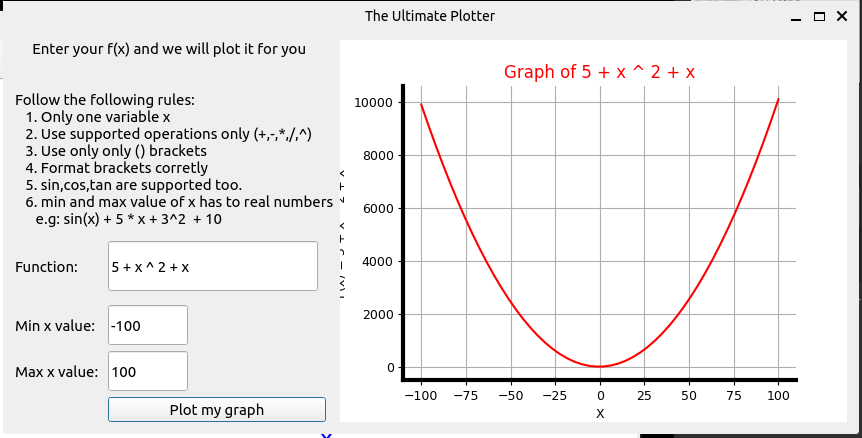 The Ultimate Plotter
Enter your f(x) and we will plot it for you
Follow the following rules:
1. Only one variable x
2. Use supported operations only (+,-,*,/,^)
3. Use only only () brackets
4. Format brackets corretly
5. sin,cos,tan are supported too.
6. min and max value of x has to real numbers
e.g: sin(x) + 5 * x + 3^2 + 10
Function:
5 + x ^ 2 + x
Min x value:
-100
Max x value:
100
Plot my graph
Graph of 5 + x ^ 2 + x
10000
8000
6000
4000
2000
0
−100 −75 −50 −25 0 25 50 75 100
X